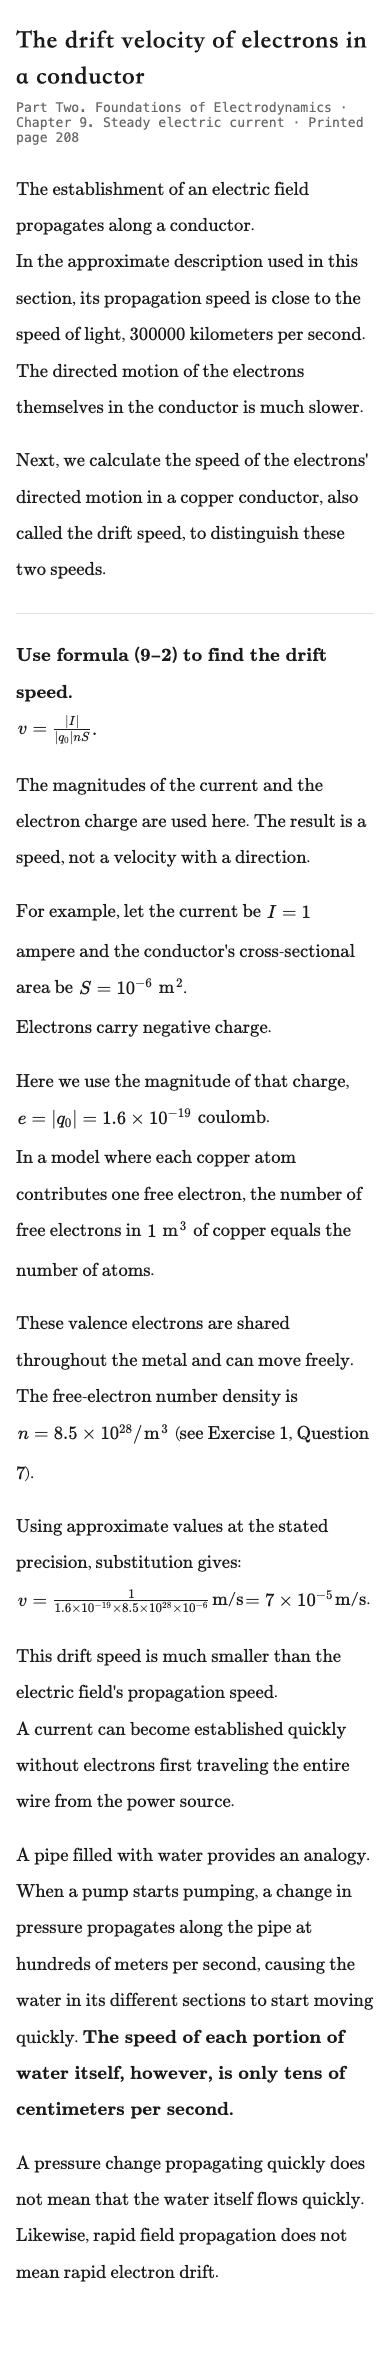 The drift velocity of electrons in
a conductor
Part Two. Foundations of Electrodynamics ·
Chapter 9. Steady electric current · Printed
page 208
The establishment of an electric field
propagates along a conductor.
In the approximate description used in this
section, its propagation speed is close to the
speed of light, 300000 kilometers per second.
The directed motion of the electrons
themselves in the conductor is much slower.
Next, we calculate the speed of the electrons'
directed motion in a copper conductor, also
called the drift speed, to distinguish these
two speeds.
Use formula (9–2) to find the drift
speed.
$v = \frac{|I|}{|q_0|nS}$.
The magnitudes of the current and the
electron charge are used here. The result is a
speed, not a velocity with a direction.
For example, let the current be $I = 1$
ampere and the conductor's cross-sectional
area be $S = 10^{-6}$ m$^2$.
Electrons carry negative charge.
Here we use the magnitude of that charge,
$e = |q_0| = 1.6 \times 10^{-19}$ coulomb.
In a model where each copper atom
contributes one free electron, the number of
free electrons in 1 m$^3$ of copper equals the
number of atoms.
These valence electrons are shared
throughout the metal and can move freely.
The free-electron number density is
$n = 8.5 \times 10^{28}/\mathrm{m}^3$ (see Exercise 1, Question
7).
Using approximate values at the stated
precision, substitution gives:
$v = \frac{1}{1.6 \times 10^{-19} \times 8.5 \times 10^{28} \times 10^{-6}}$ m/s$= 7 \times 10^{-5}$m/s.
This drift speed is much smaller than the
electric field's propagation speed.
A current can become established quickly
without electrons first traveling the entire
wire from the power source.
A pipe filled with water provides an analogy.
When a pump starts pumping, a change in
pressure propagates along the pipe at
hundreds of meters per second, causing the
water in its different sections to start moving
quickly. The speed of each portion of
water itself, however, is only tens of
centimeters per second.
A pressure change propagating quickly does
not mean that the water itself flows quickly.
Likewise, rapid field propagation does not
mean rapid electron drift.